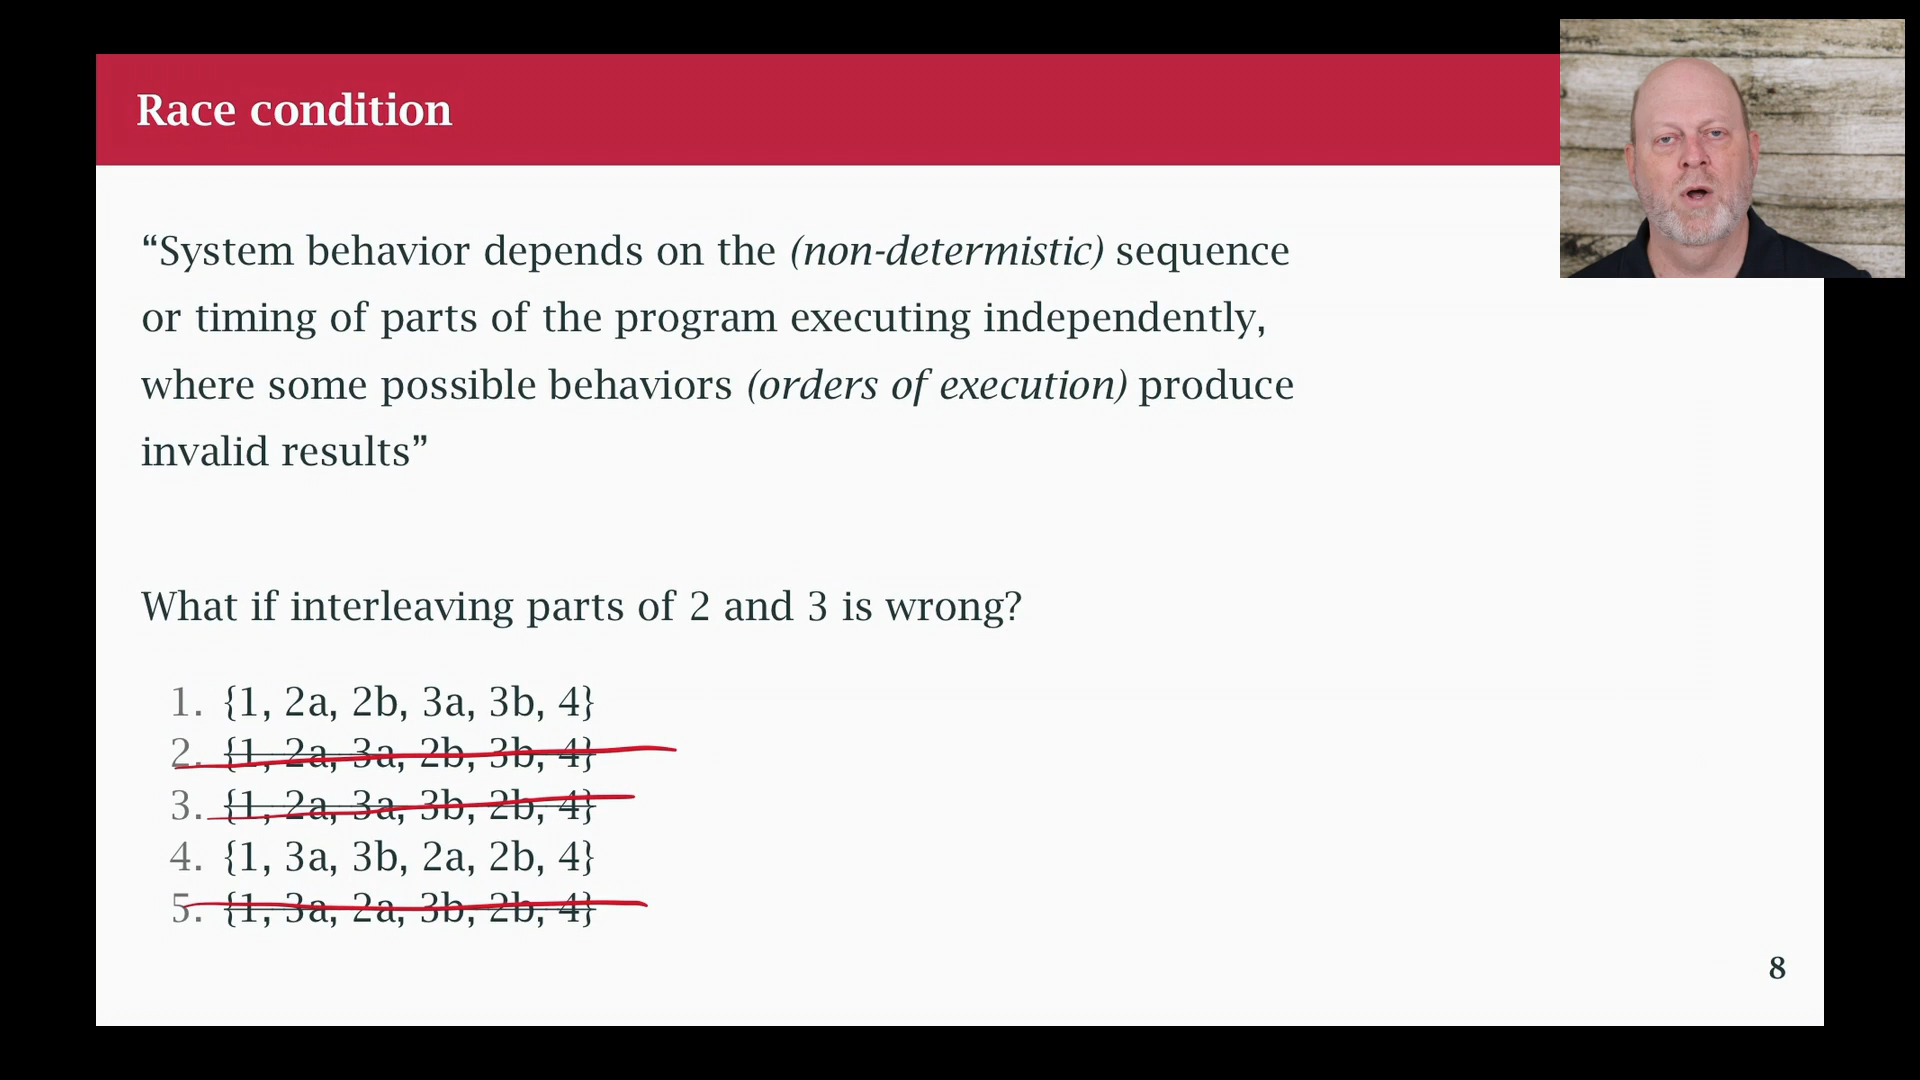 Race condition
“System behavior depends on the (non-determistic) sequence
or timing of parts of the program executing independently,
where some possible behaviors (orders of execution) produce
invalid results”
What if interleaving parts of 2 and 3 is wrong?
1. {1, 2a, 2b, 3a, 3b, 4}
2. {1, 2a, 3a, 2b, 3b, 4}
3. {1, 2a, 3a, 3b, 2b, 4}
4. {1, 3a, 3b, 2a, 2b, 4}
5. {1, 3a, 2a, 3b, 2b, 4}
8